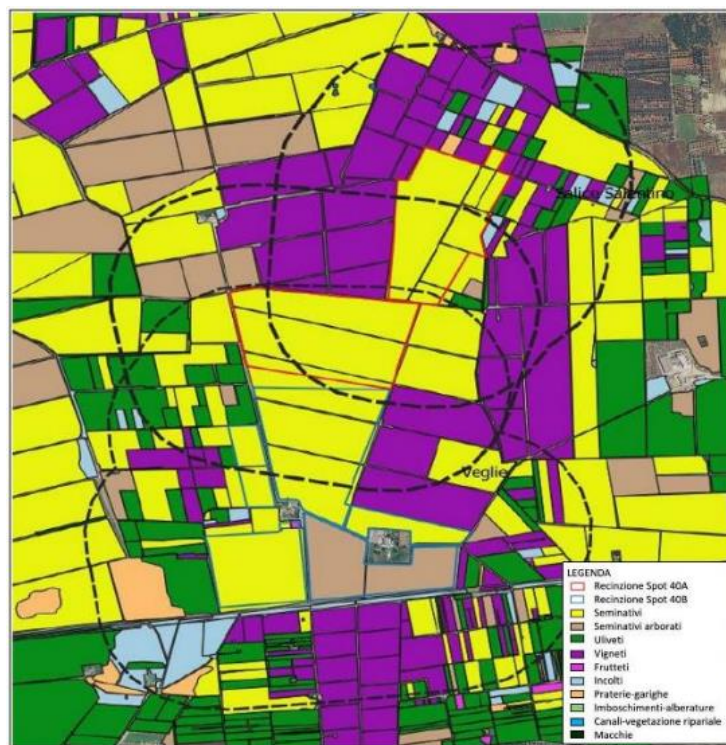 Salice Salentino
Veglie
LEGENDA
Recinzione Spot 40A
Recinzione Spot 40B
Seminativi
Seminativi arborati
Uliveti
Vigneti
Frutteti
Incolti
Praterie-garighe
Imboschimenti-alberature
Canali-vegetazione ripariale
Macchie